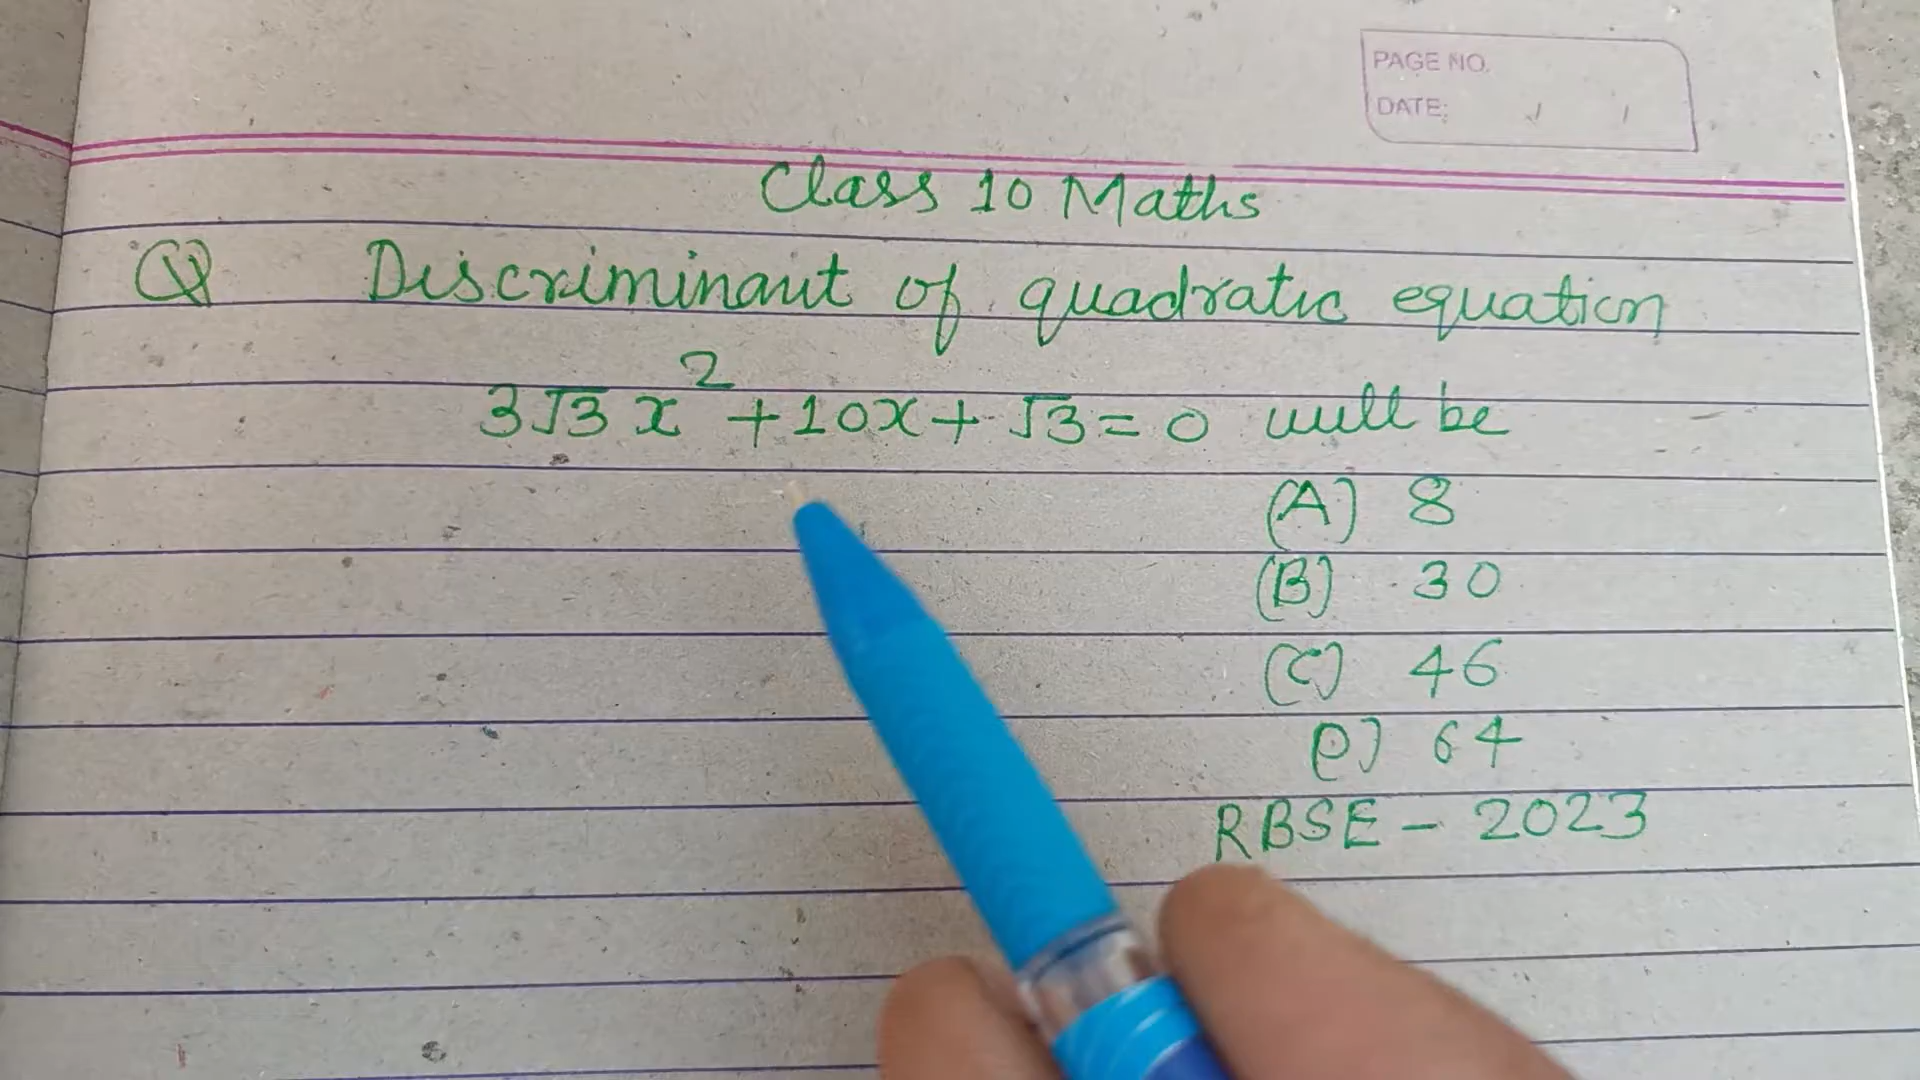 PAGE NO.
DATE: / /
Class 10 Maths
Q Discriminant of quadratic equation
3√3 x² + 10x + √3 = 0 will be
(A) 8
(B) 30
(C) 46
D) 64
RBSE - 2023